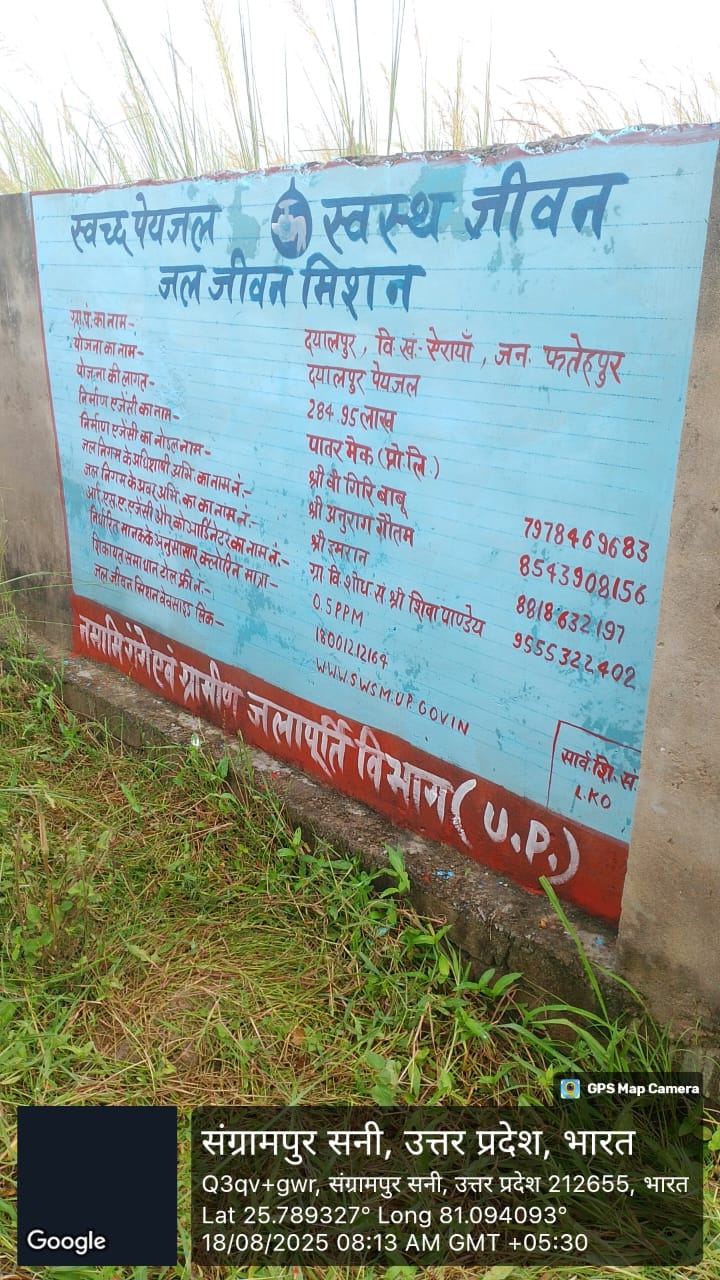 स्वच्छ पेयजल स्वस्थ जीवन
जल जीवन मिशन
ग्रा.पं. का नाम- दयालपुर, वि.खं.- सेरायाँ, जन. फतेहपुर
योजना का नाम- दयालपुर पेयजल
योजना की लागत- 284.95 लाख
निर्माण एजेंसी का नाम- पावर मेक (प्रो.लि.)
निर्माण एजेंसी का नोडल नाम- श्री वी गिरि बाबू 7978469683
जल निगम के अधिशाषी अभि. का नाम नं.- श्री अनुराग गौतम 8543908156
जल निगम के अवर अभि. का का नाम नं.- श्री इमरान 8818632197
आई.एस.ए. एजेंसी और को आर्डिनेटर का नाम नं.- ग्रा.वि.शोध.सं श्री शिवा पाण्डेय 9555322402
निर्धारित मानक के अनुसार क्लोरिन मात्रा- 0.5 PPM
शिकायत समाधान टोल फ्री नं.- 18001212164
जल जीवन मिशन वेबसाइड लिंक- WWW.SWSM.UP.GOV.IN
सार्व. शि. सं.
LKO
नमामि गंगे एवं ग्रामीण जलापूर्ति विभाग (U.P.)
GPS Map Camera
संग्रामपुर सनी, उत्तर प्रदेश, भारत
Q3qv+gwr, संग्रामपुर सनी, उत्तर प्रदेश 212655, भारत
Lat 25.789327° Long 81.094093°
18/08/2025 08:13 AM GMT +05:30
Google